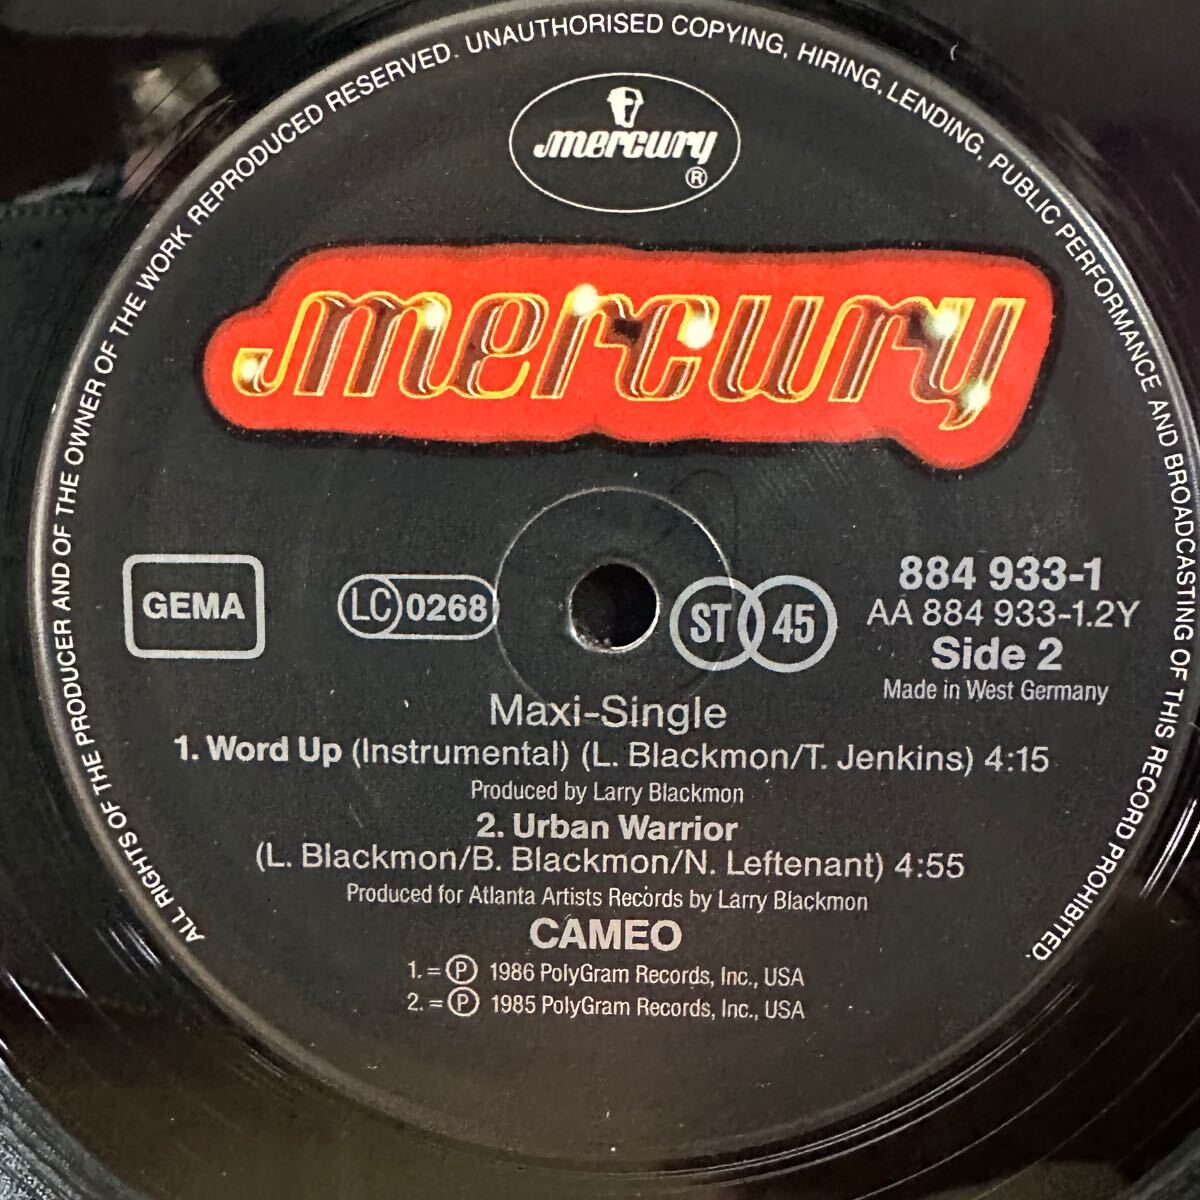 ALL RIGHTS OF THE PRODUCER AND OF THE OWNER OF THE WORK REPRODUCED RESERVED. UNAUTHORISED COPYING, HIRING, LENDING, PUBLIC PERFORMANCE AND BROADCASTING OF THIS RECORD PROHIBITED.
mercury
®
mercury
GEMA
LC 0268
ST 45
884 933-1
AA 884 933-1.2Y
Side 2
Made in West Germany
Maxi-Single
1. Word Up (Instrumental) (L. Blackmon/T. Jenkins) 4:15
Produced by Larry Blackmon
2. Urban Warrior
(L. Blackmon/B. Blackmon/N. Leftenant) 4:55
Produced for Atlanta Artists Records by Larry Blackmon
CAMEO
1. = Ⓟ 1986 PolyGram Records, Inc., USA
2. = Ⓟ 1985 PolyGram Records, Inc., USA